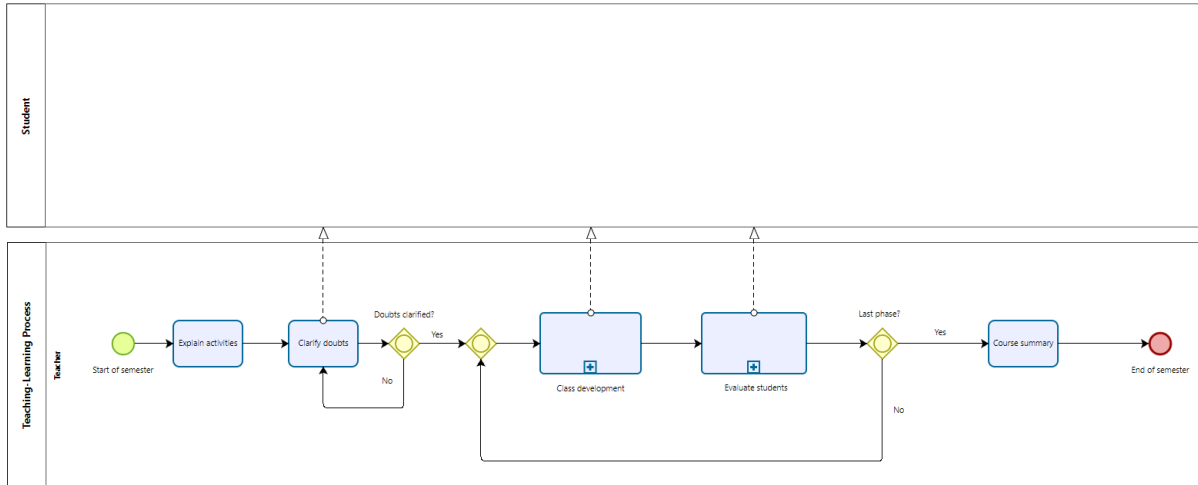 Student
Teaching-Learning Process
Teacher
Start of semester
Explain activities
Clarify doubts
Doubts clarified?
Yes
No
Class development
Evaluate students
Last phase?
Yes
No
Course summary
End of semester